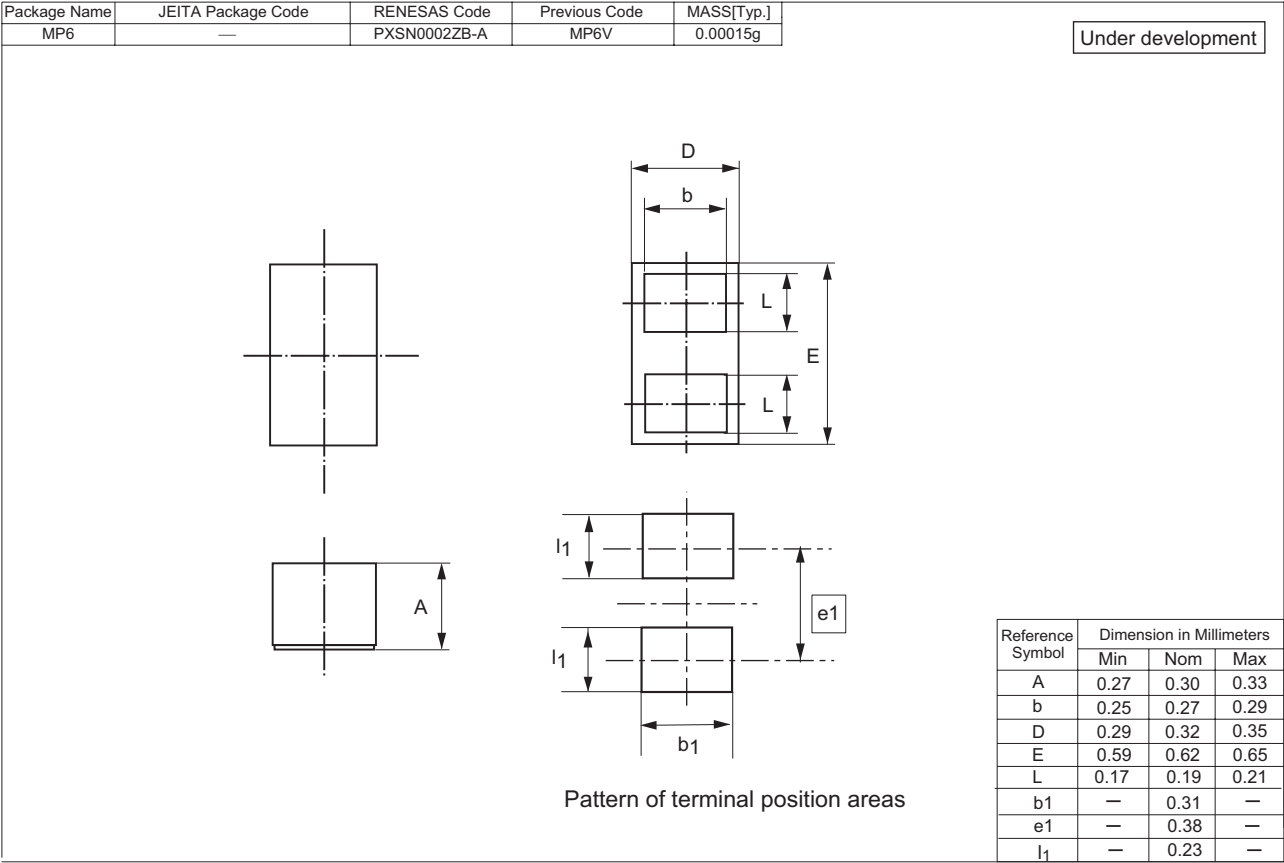 Package Name JEITA Package Code RENESAS Code Previous Code MASS[Typ.]
MP6 — PXSN0002ZB-A MP6V 0.00015g
Under development
D
b
L
E
L
A
l1
e1
l1
b1
Pattern of terminal position areas
Reference Symbol Dimension in Millimeters
Min Nom Max
A 0.27 0.30 0.33
b 0.25 0.27 0.29
D 0.29 0.32 0.35
E 0.59 0.62 0.65
L 0.17 0.19 0.21
b1 — 0.31 —
e1 — 0.38 —
l1 — 0.23 —